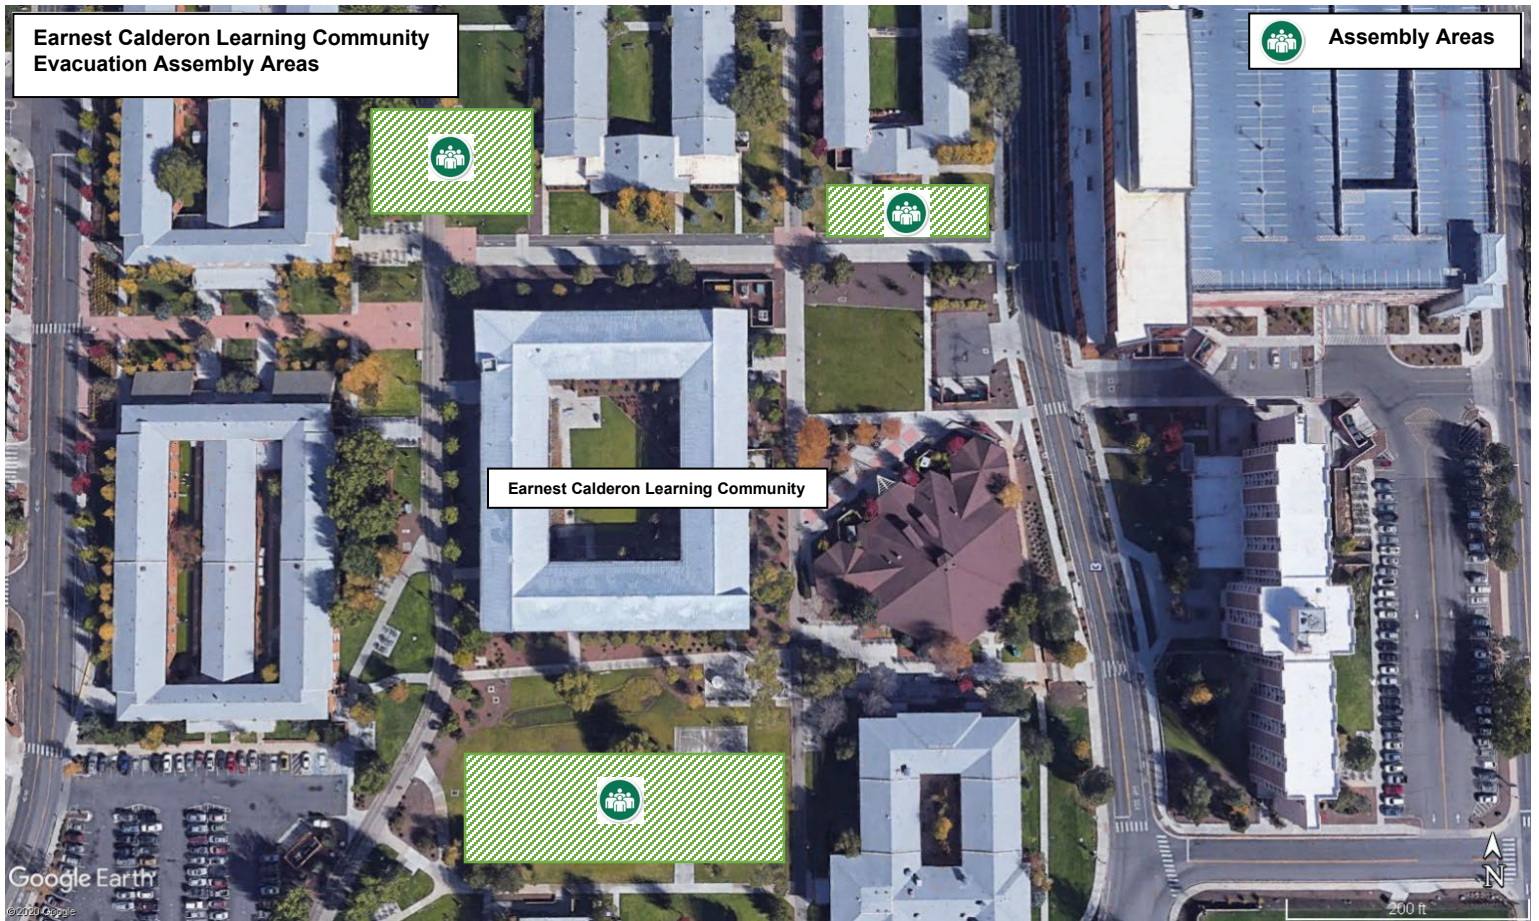 Earnest Calderon Learning Community
Evacuation Assembly Areas
Assembly Areas
Earnest Calderon Learning Community
Google Earth
©2020 Google
N
200 ft